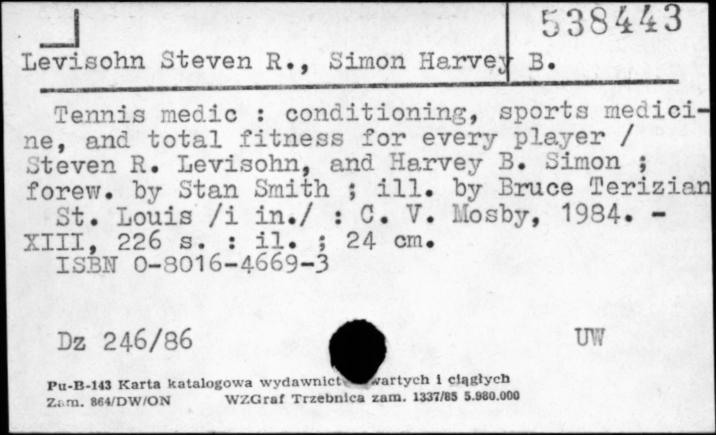 538443
Levisohn Steven R., Simon Harvey B.
Tennis medic : conditioning, sports medici-
ne, and total fitness for every player /
Steven R. Levisohn, and Harvey B. Simon ;
forew. by Stan Smith ; ill. by Bruce Terizian
St. Louis /i in./ : C. V. Mosby, 1984. -
XIII, 226 s. : il. ; 24 cm.
ISBN 0-8016-4669-3
Dz 246/86 UW
Pu-B-143 Karta katalogowa wydawnict wartych i ciągłych
Zam. 864/DW/ON WZGraf Trzebnica zam. 1337/85 5.980.000